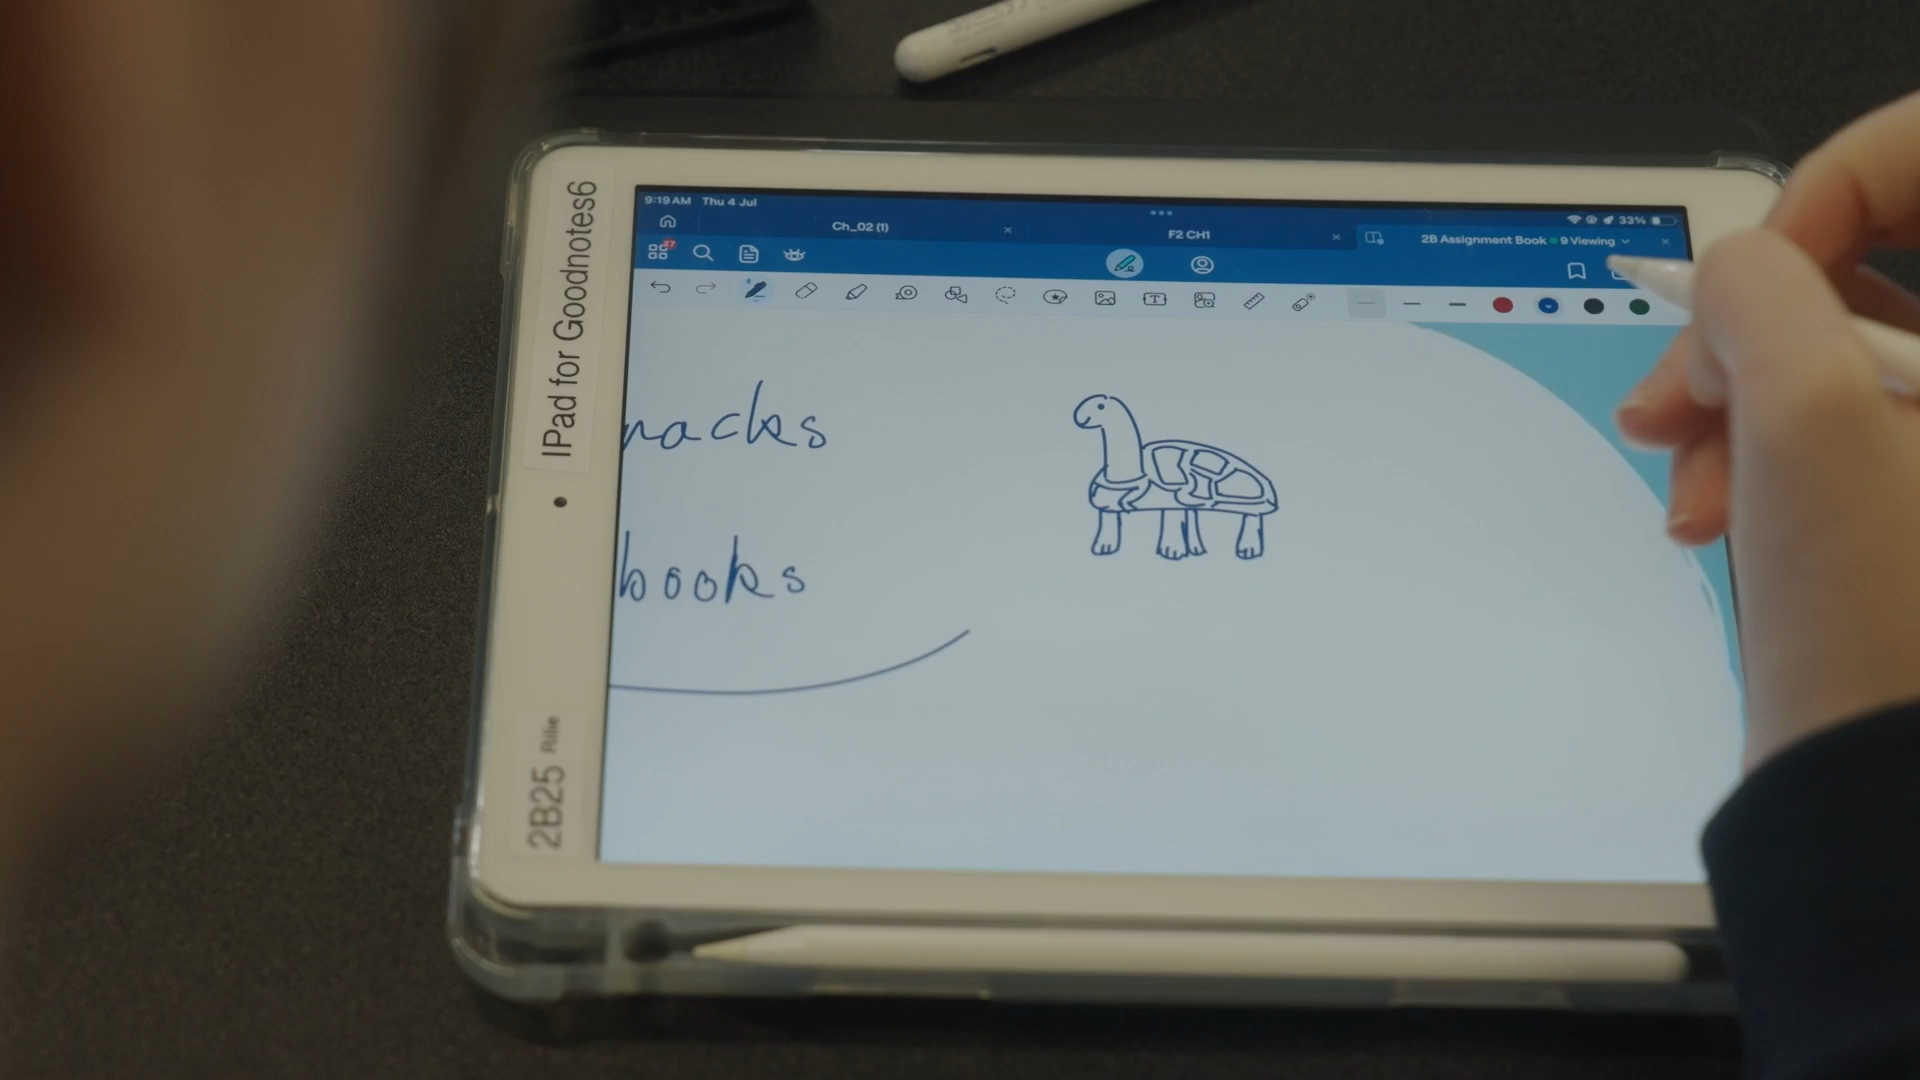 IPad for Goodnotes6
2B25
9:19 AM Thu 4 Jul
33%
Ch_02 (1)
F2 CH1
2B Assignment Book 9 Viewing
27
T
nacks
books